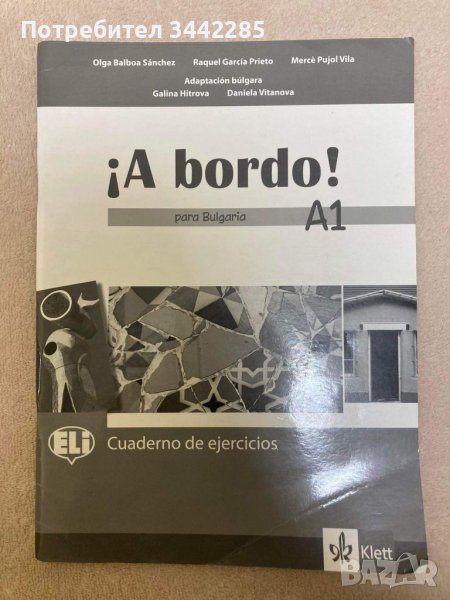 Потребител 3442285
Olga Balboa Sánchez Raquel García Prieto Mercè Pujol Vila
Adaptación búlgara
Galina Hitrova Daniela Vitanova
¡A bordo!
para Bulgaria A1
ELi Cuaderno de ejercicios
Klett
BAZAR